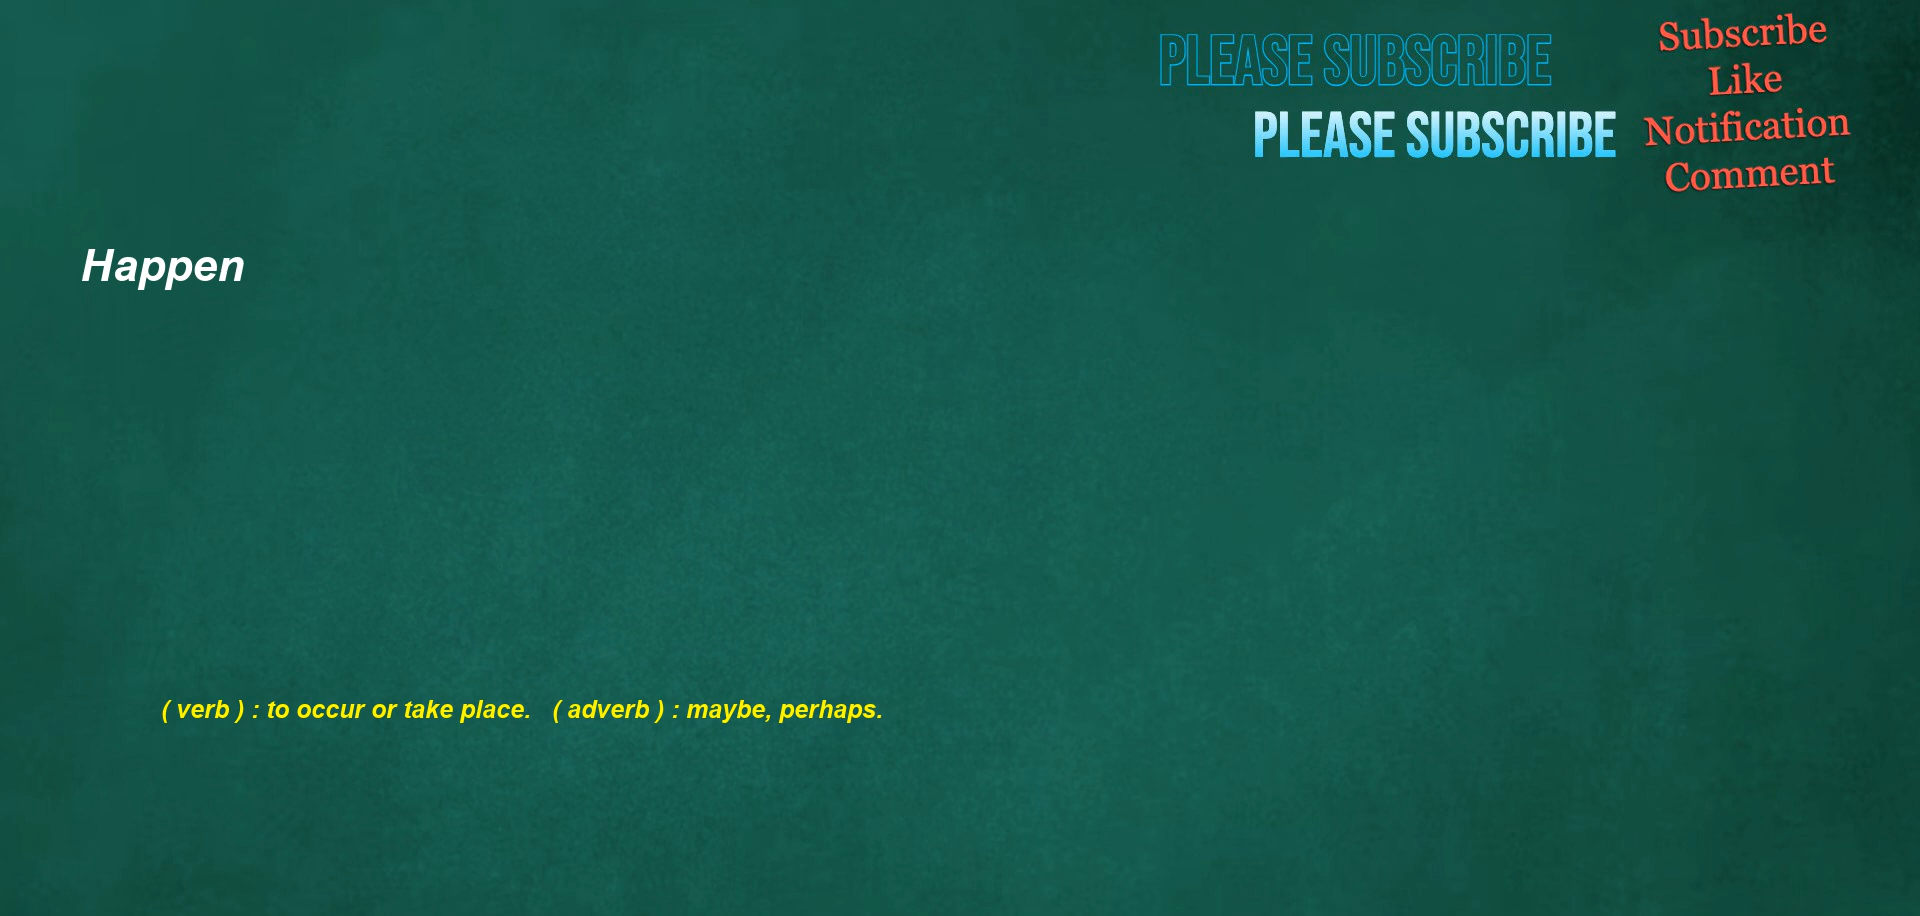 PLEASE SUBSCRIBE
PLEASE SUBSCRIBE
Subscribe
Like
Notification
Comment
Happen
( verb ) : to occur or take place.   ( adverb ) : maybe, perhaps.